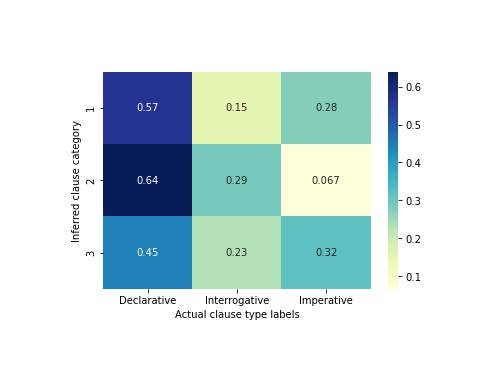 0.57 0.15 0.28
0.64 0.29 0.067
0.45 0.23 0.32
1
2
3
Inferred clause category
Declarative Interrogative Imperative
Actual clause type labels
0.6
0.5
0.4
0.3
0.2
0.1